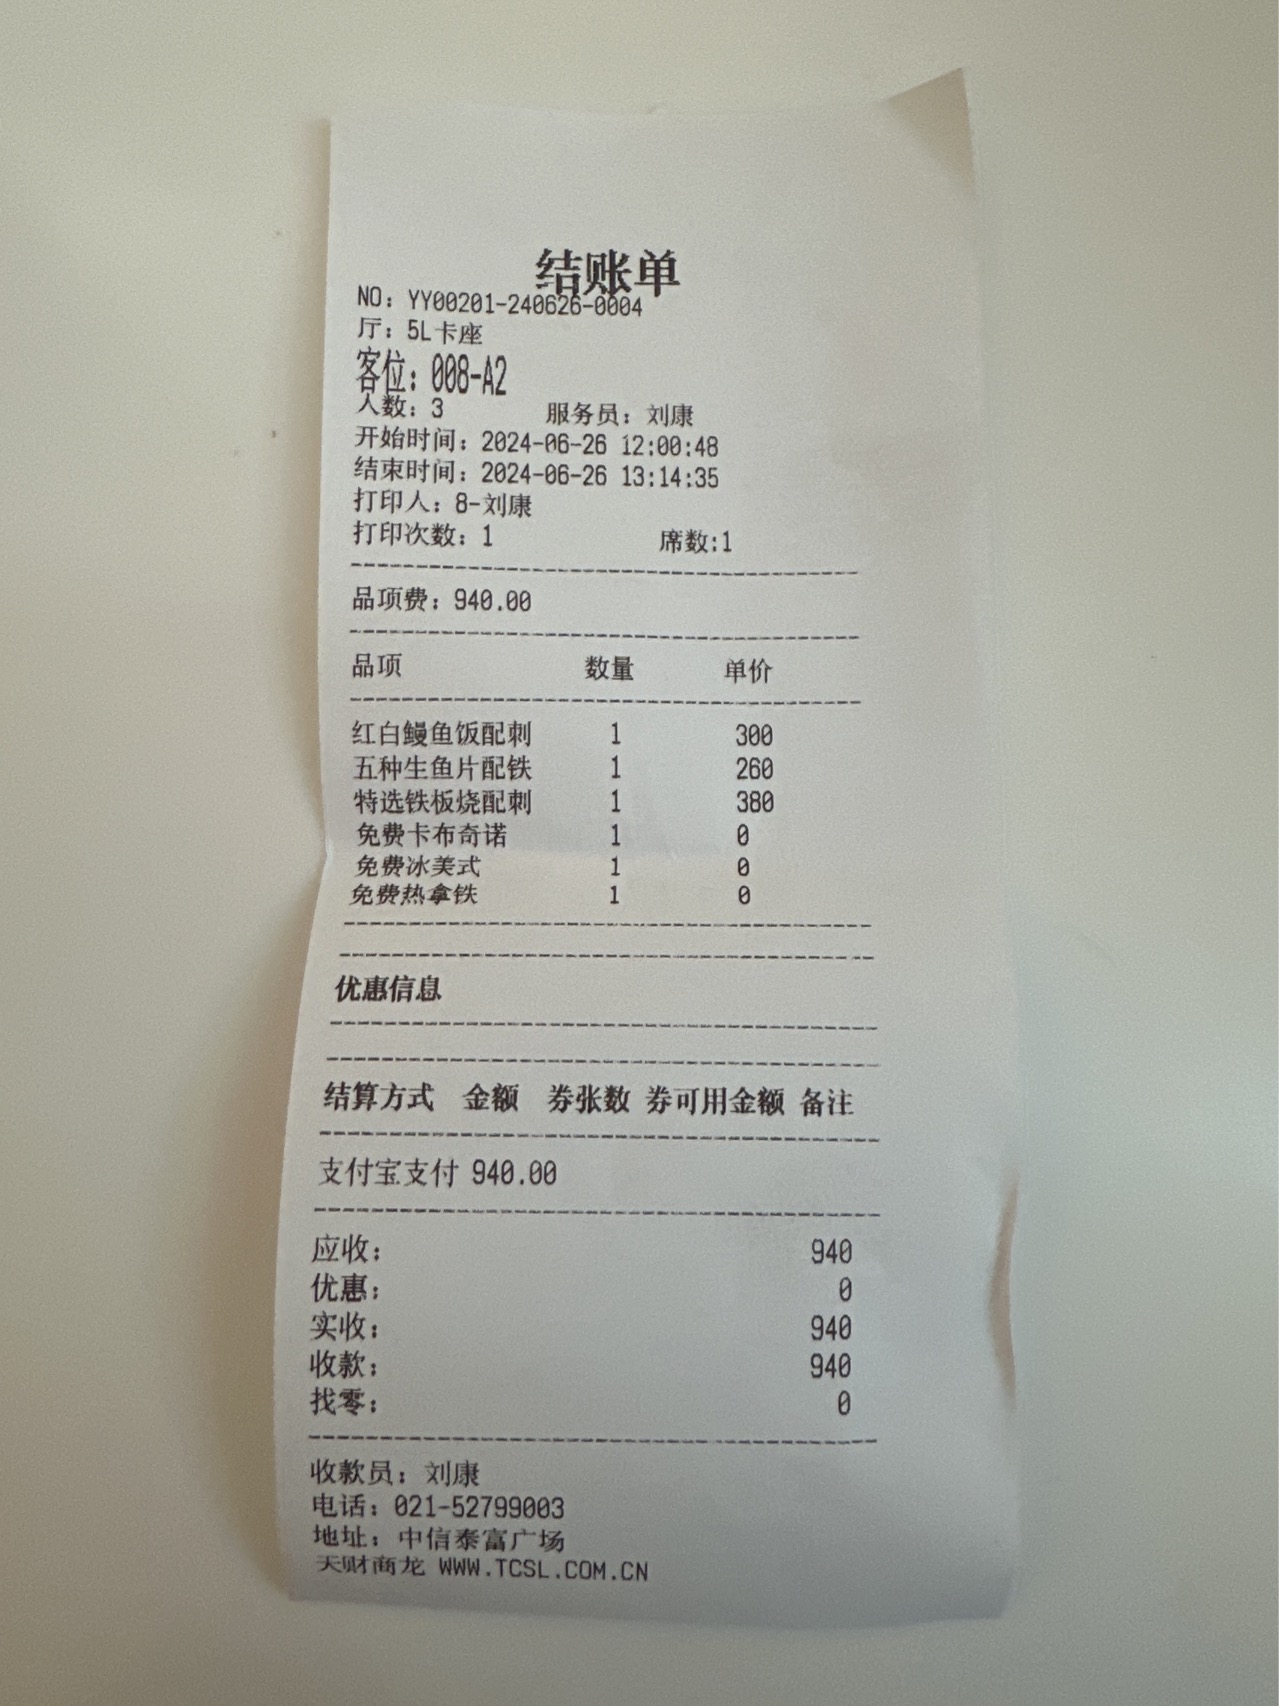 结账单
NO: YY00201-240626-0004
厅: 5L卡座
客位: 008-A2
人数: 3 服务员: 刘康
开始时间: 2024-06-26 12:00:48
结束时间: 2024-06-26 13:14:35
打印人: 8-刘康
打印次数: 1 席数:1
品项费: 940.00
品项 数量 单价
红白鳗鱼饭配刺 1 300
五种生鱼片配铁 1 260
特选铁板烧配刺 1 380
免费卡布奇诺 1 0
免费冰美式 1 0
免费热拿铁 1 0
优惠信息
结算方式 金额 券张数 券可用金额 备注
支付宝支付 940.00
应收: 940
优惠: 0
实收: 940
收款: 940
找零: 0
收款员: 刘康
电话: 021-52799003
地址: 中信泰富广场
天财商龙 WWW.TCSL.COM.CN